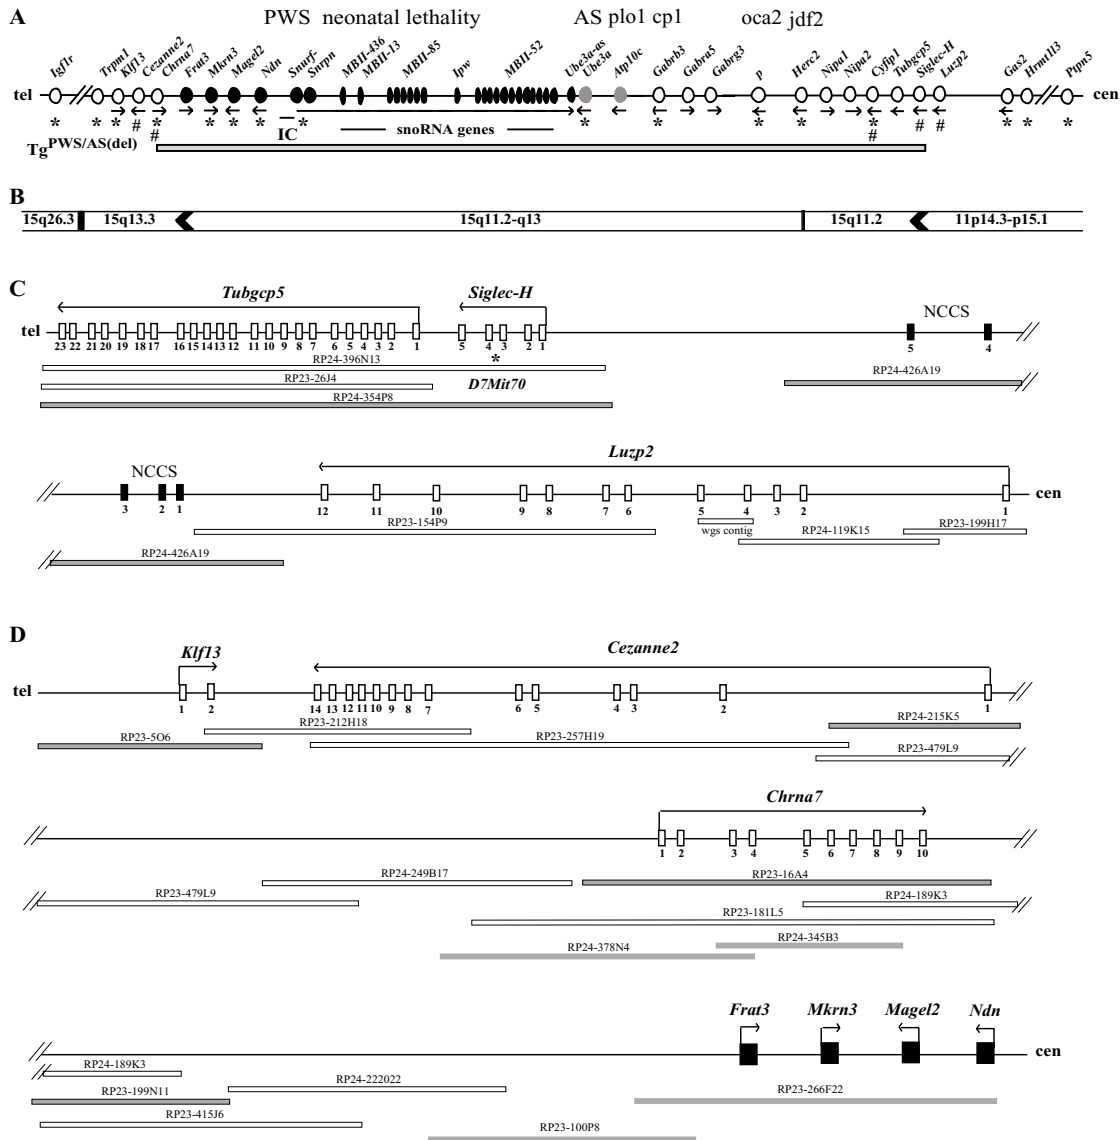 A
PWS neonatal lethality AS plo1 cp1 oca2 jdf2
Igf1r Trpm1 Klf13 Cezanne2 Chrna7 Frat3 Mkrn3 Magel2 Ndn Snurf- Snrpn MBII-436 MBII-13 MBII-85 Ipw MBII-52 Ube3a-as Ube3a Atp10c Gabrb3 Gabra5 Gabrg3 p Herc2 Nipa1 Nipa2 Cyfip1 Tubgcp5 Siglec-H Luzp2 Gas2 Hrmt1l3 Ptpn5
tel // // cen
* * * # * * * * * * * * * * * * * *
# IC snoRNA genes # # #
Tg PWS/AS(del)
B
15q26.3 15q13.3 15q11.2-q13 15q11.2 11p14.3-p15.1
C
Tubgcp5 Siglec-H NCCS
tel //
23 22 21 20 19 18 17 16 15 14 13 12 11 10 9 8 7 6 5 4 3 2 1 5 4 3 2 1 5 4
RP24-396N13 * RP24-426A19 //
RP23-26J4 D7Mit70
RP24-354P8
NCCS Luzp2
// cen
3 2 1 12 11 10 9 8 7 6 5 4 3 2 1
RP23-154P9 wgs contig RP24-119K15 RP23-199H17
// RP24-426A19
D
Klf13 Cezanne2
tel //
1 2 14 13 12 11 10 9 8 7 6 5 4 3 2 1
RP23-5O6 RP23-212H18 RP24-215K5
RP23-257H19 RP23-479L9 //
Chrna7
// //
1 2 3 4 5 6 7 8 9 10
RP24-249B17 RP23-16A4
// RP23-479L9 RP24-189K3 //
RP23-181L5
RP24-378N4 RP24-345B3
Frat3 Mkrn3 Magel2 Ndn
// cen
// RP24-189K3
RP23-199N11 RP24-222O22 RP23-266F22
RP23-415J6
RP23-100P8